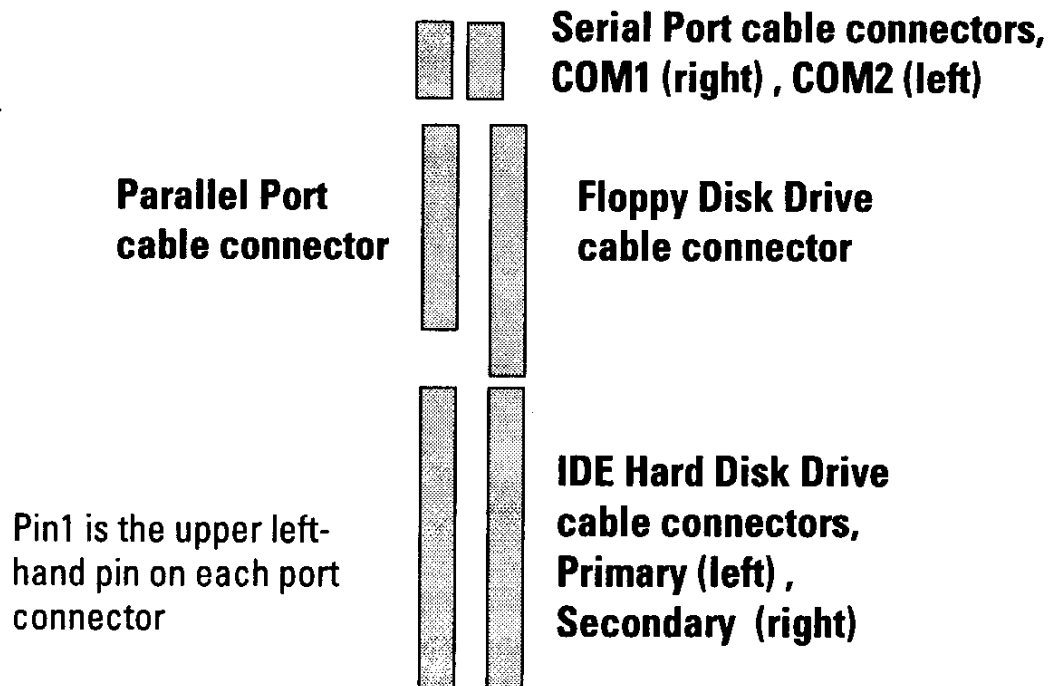 Serial Port cable connectors,
COM1 (right) , COM2 (left)
Parallel Port
cable connector
Floppy Disk Drive
cable connector
IDE Hard Disk Drive
cable connectors,
Primary (left) ,
Secondary (right)
Pin1 is the upper left-
hand pin on each port
connector